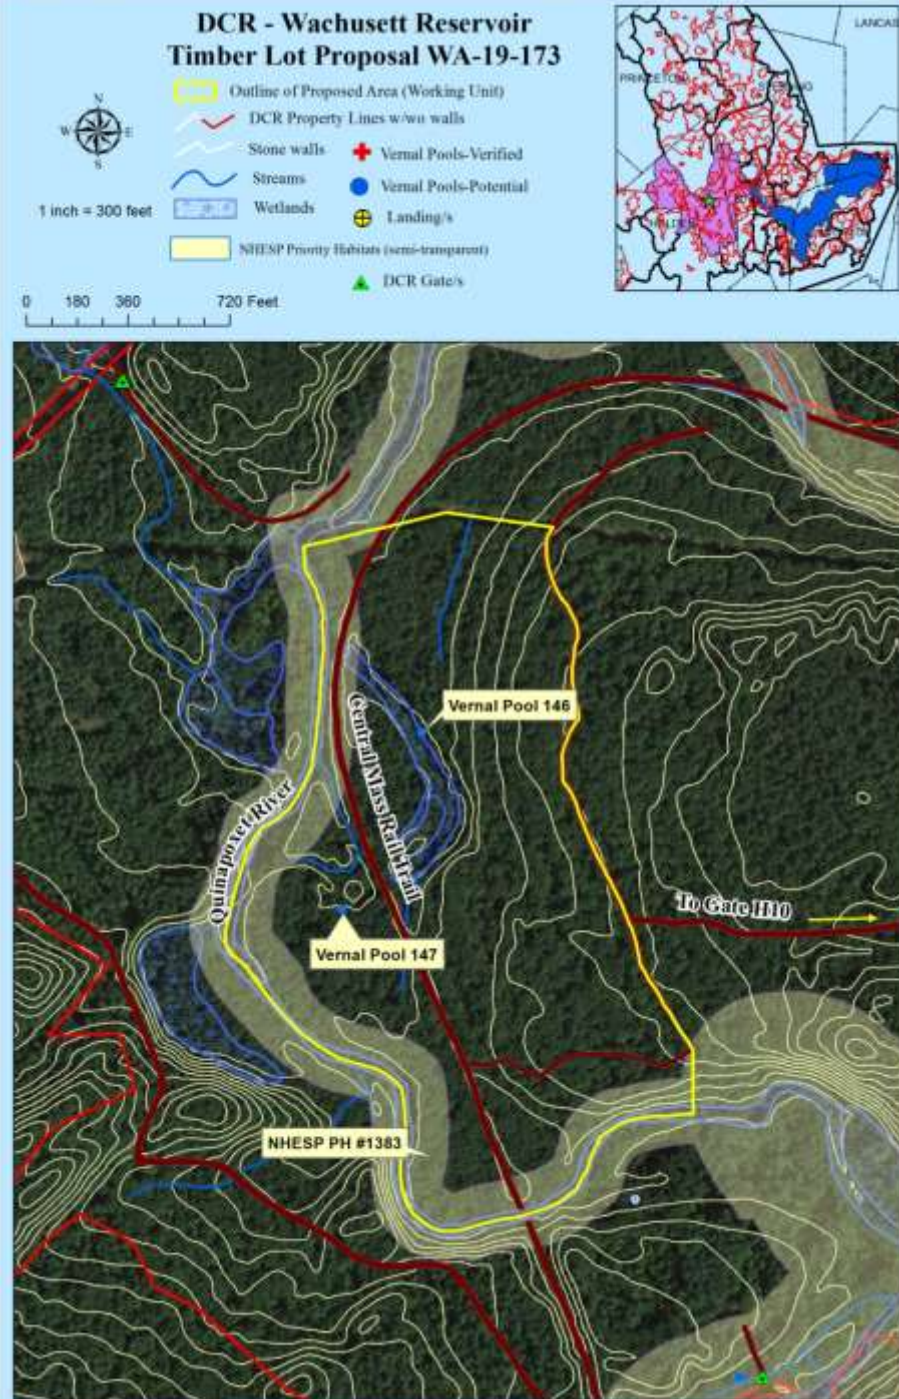 DCR - Wachusett Reservoir
Timber Lot Proposal WA-19-173
Outline of Proposed Area (Working Unit)
DCR Property Lines w/wo walls
Stone walls
Streams
Wetlands
NHESP Priority Habitats (semi-transparent)
Vernal Pools-Verified
Vernal Pools-Potential
Landing/s
DCR Gate/s
N
W
E
S
1 inch = 300 feet
0 180 360 720 Feet
LANCAS
PRINCETON
Vernal Pool 146
Central Mass Rail Trail
Quinapoxet River
To Gate H10
Vernal Pool 147
NHESP PH #1383